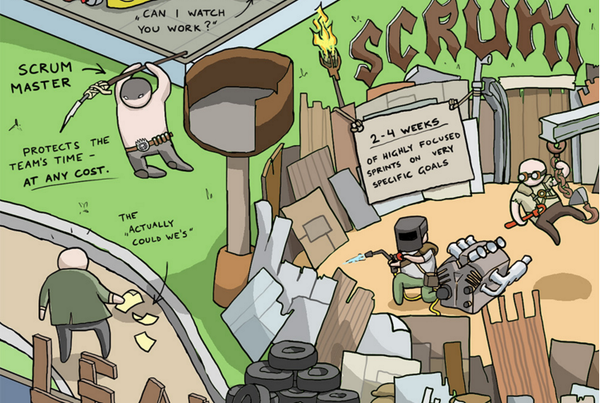 „CAN I WATCH
YOU WORK?"
SCRUM
SCRUM
MASTER
2-4 WEEKS
OF HIGHLY FOCUSED
SPRINTS ON VERY
SPECIFIC GOALS
PROTECTS THE
TEAM'S TIME –
AT ANY COST.
THE
„ACTUALLY
COULD WE'S"